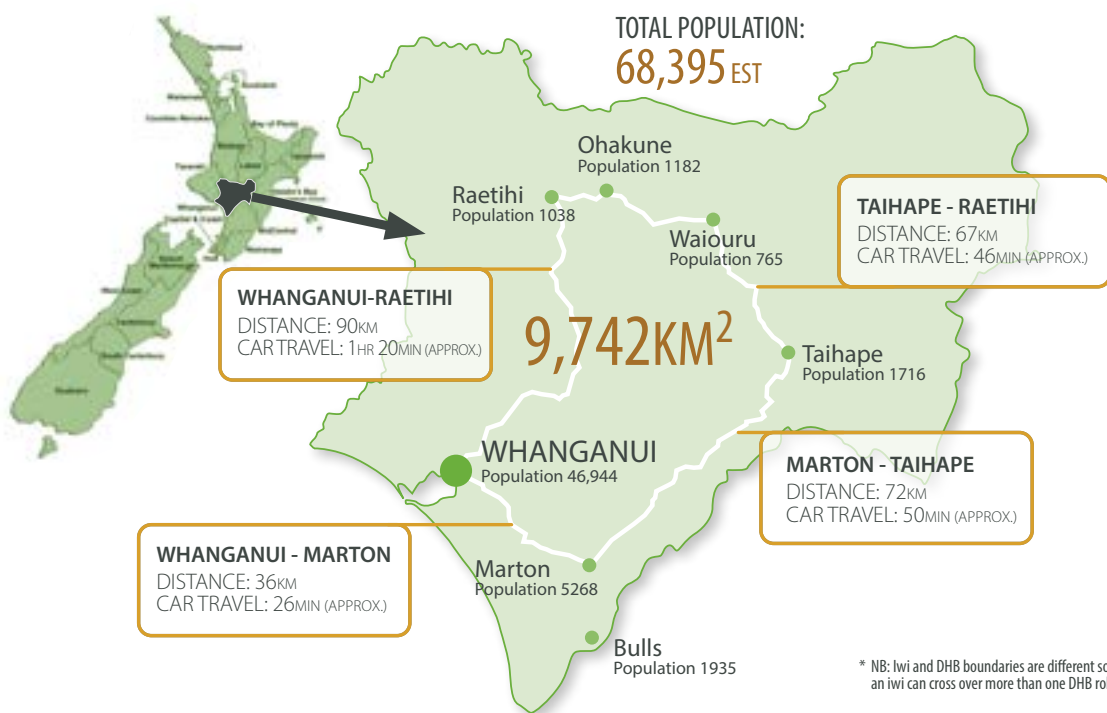 TOTAL POPULATION:
68,395 EST
Ohakune
Population 1182
Raetihi
Population 1038
Waiouru
Population 765
TAIHAPE - RAETIHI
DISTANCE: 67KM
CAR TRAVEL: 46MIN (APPROX.)
WHANGANUI-RAETIHI
DISTANCE: 90KM
CAR TRAVEL: 1HR 20MIN (APPROX.)
9,742KM²
Taihape
Population 1716
WHANGANUI
Population 46,944
MARTON - TAIHAPE
DISTANCE: 72KM
CAR TRAVEL: 50MIN (APPROX.)
WHANGANUI - MARTON
DISTANCE: 36KM
CAR TRAVEL: 26MIN (APPROX.)
Marton
Population 5268
Bulls
Population 1935
* NB: Iwi and DHB boundaries are different so
an iwi can cross over more than one DHB